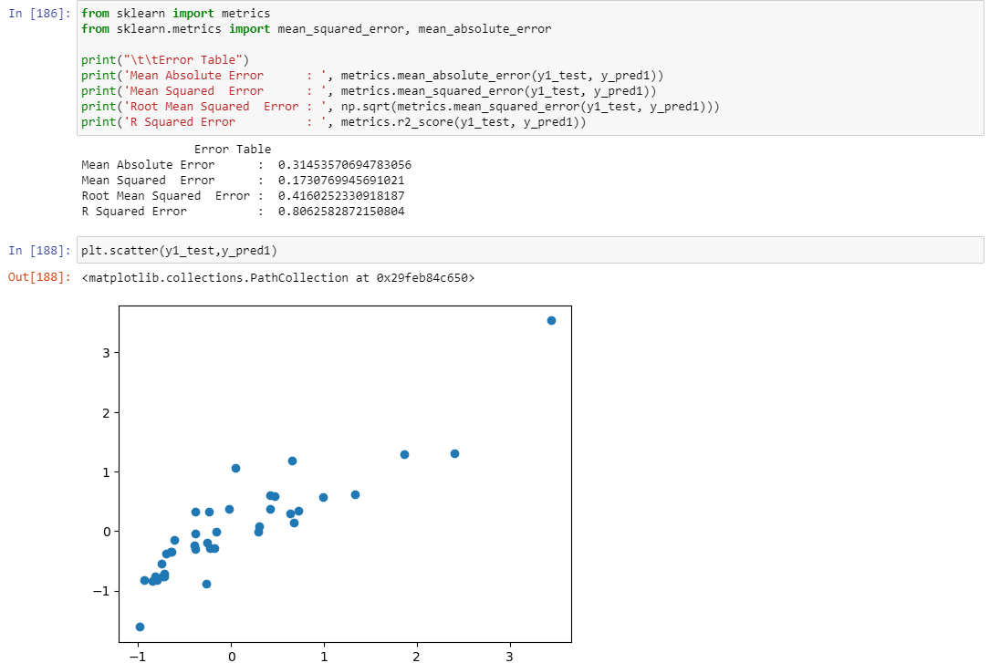 In [186]: from sklearn import metrics
from sklearn.metrics import mean_squared_error, mean_absolute_error
print("\t\tError Table")
print('Mean Absolute Error      : ', metrics.mean_absolute_error(y1_test, y_pred1))
print('Mean Squared  Error      : ', metrics.mean_squared_error(y1_test, y_pred1))
print('Root Mean Squared  Error : ', np.sqrt(metrics.mean_squared_error(y1_test, y_pred1)))
print('R Squared Error          : ', metrics.r2_score(y1_test, y_pred1))
Error Table
Mean Absolute Error      :  0.31453570694783056
Mean Squared  Error      :  0.1730769945691021
Root Mean Squared  Error :  0.4160252330918187
R Squared Error          :  0.8062582872150804
In [188]: plt.scatter(y1_test,y_pred1)
Out[188]: <matplotlib.collections.PathCollection at 0x29feb84c650>
3
2
1
0
−1
−1 0 1 2 3